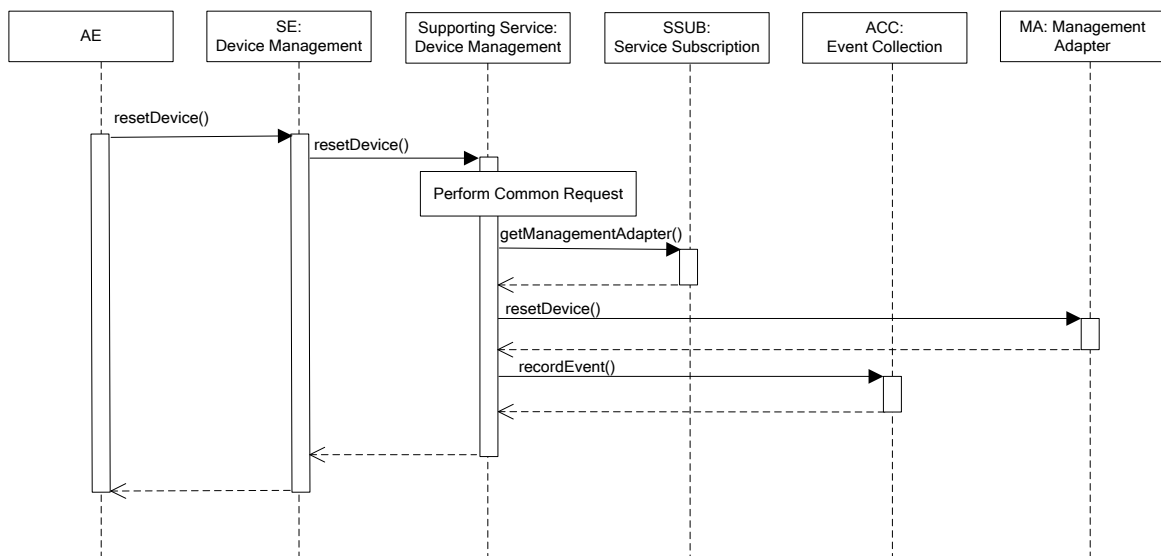 AE
SE:
Device Management
Supporting Service:
Device Management
SSUB:
Service Subscription
ACC:
Event Collection
MA: Management
Adapter
resetDevice()
resetDevice()
Perform Common Request
getManagementAdapter()
resetDevice()
recordEvent()